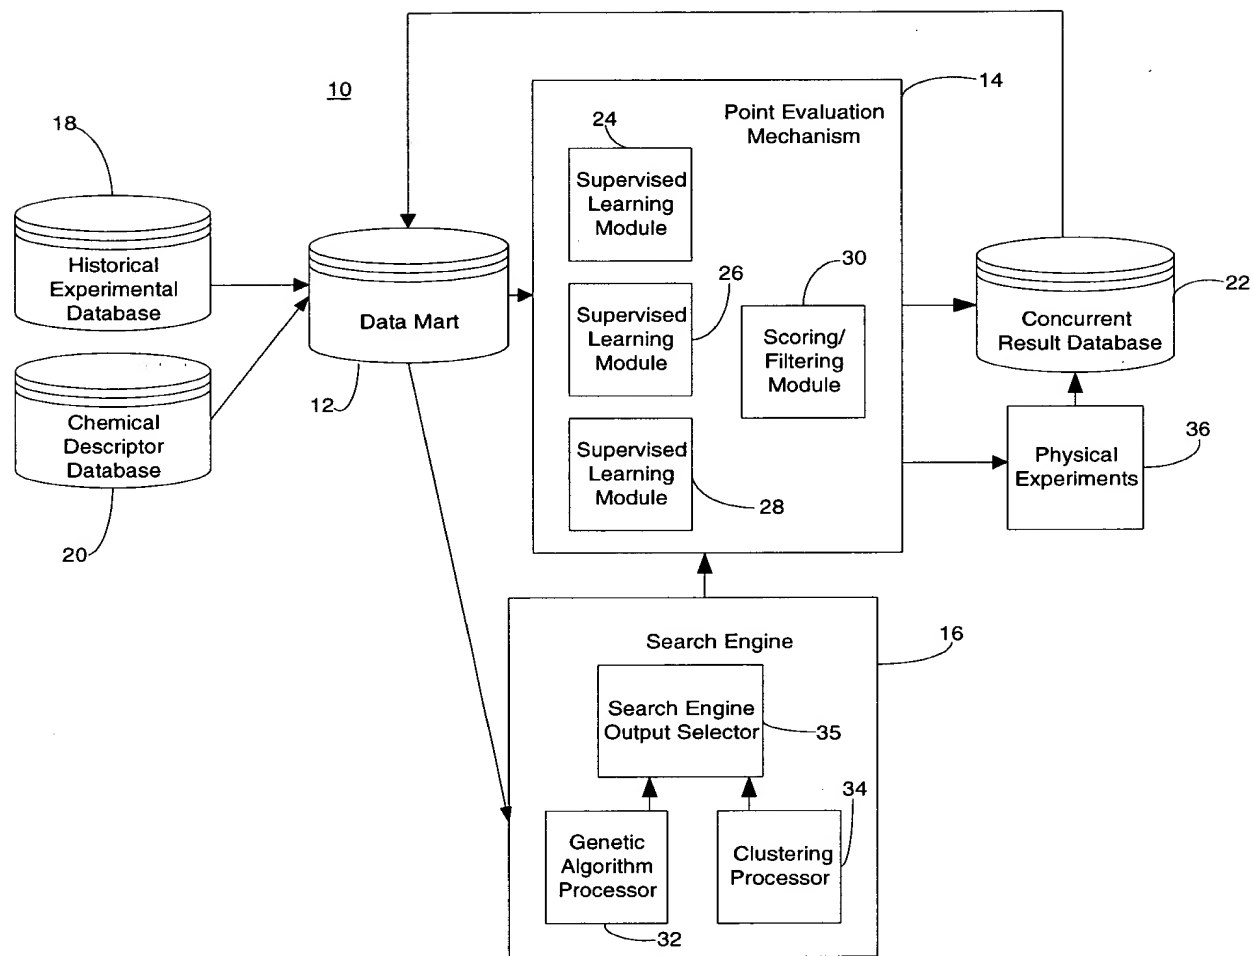 10
14
18
Point Evaluation
Mechanism
24
Supervised
Learning
Module
Historical
Experimental
Database
26
30
22
Data Mart
Supervised
Learning
Module
Scoring/
Filtering
Module
Concurrent
Result Database
12
Chemical
Descriptor
Database
Supervised
Learning
Module
36
Physical
Experiments
28
20
16
Search Engine
Search Engine
Output Selector
35
34
Genetic
Algorithm
Processor
Clustering
Processor
32